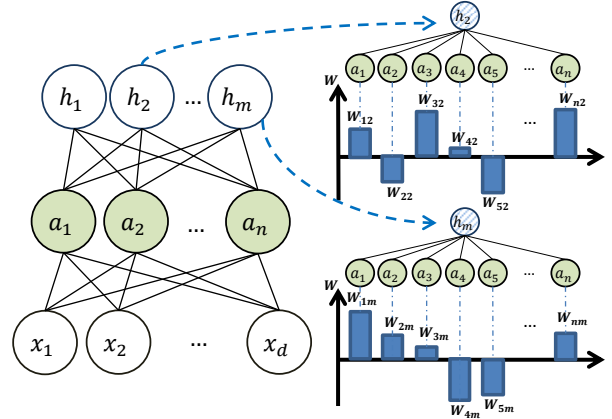 h₁ h₂ ... hₘ
a₁ a₂ ... aₙ
x₁ x₂ ... x_d
h₂
a₁ a₂ a₃ a₄ a₅ ... aₙ
W
W₁₂ W₂₂ W₃₂ W₄₂ W₅₂ ... Wₙ₂
hₘ
a₁ a₂ a₃ a₄ a₅ ... aₙ
W
W₁ₘ W₂ₘ W₃ₘ W₄ₘ W₅ₘ ... Wₙₘ